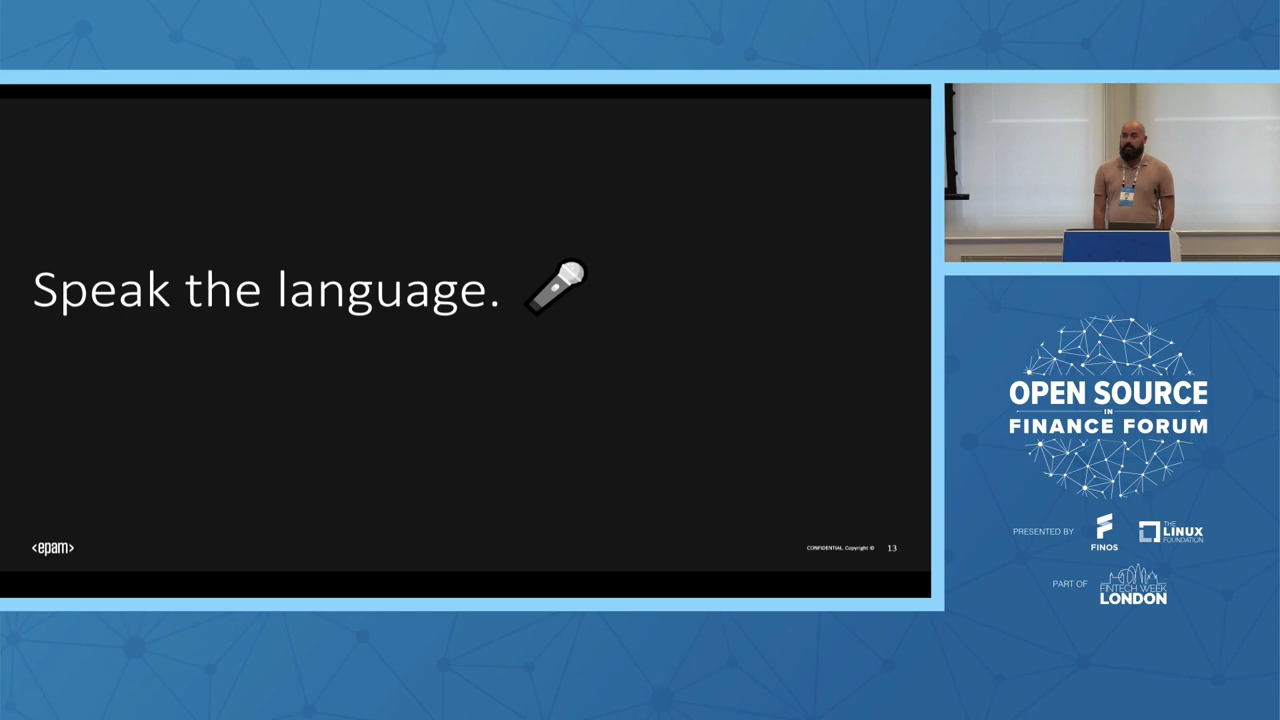 Speak the language.
<epam>
CONFIDENTIAL Copyright ©
13
OPEN SOURCE
IN
FINANCE FORUM
PRESENTED BY
FINOS
THE
LINUX
FOUNDATION
PART OF
FINTECH WEEK
LONDON